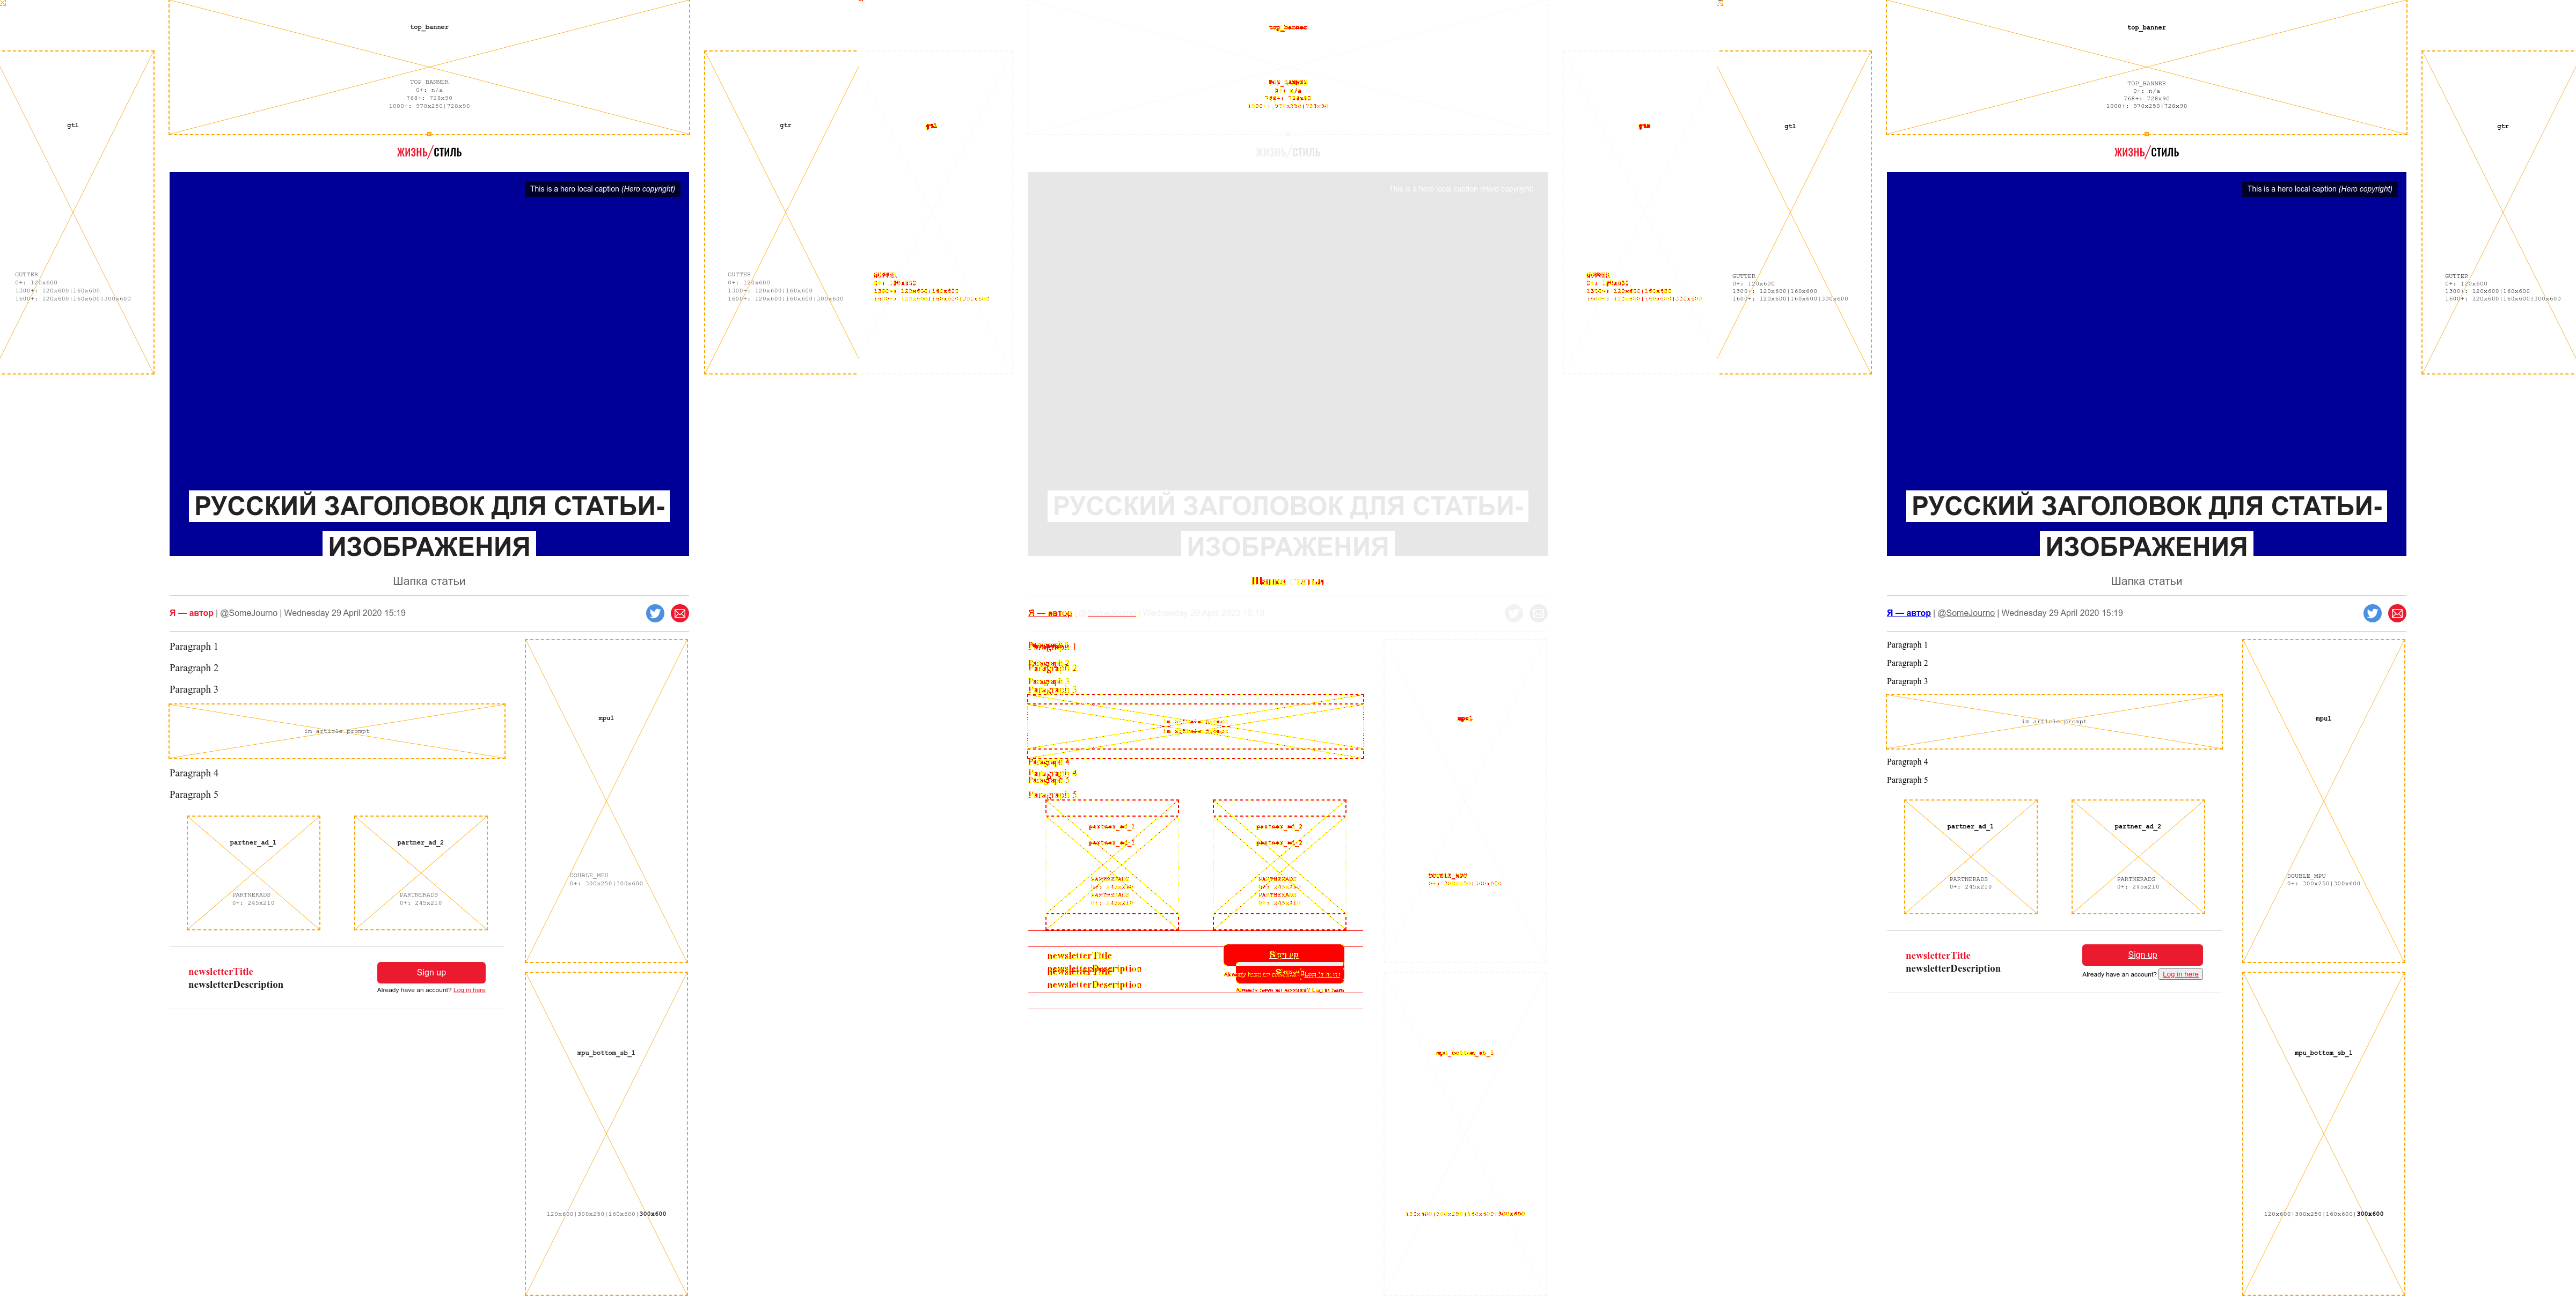 top_banner
TOP_BANNER
0+: n/a
768+: 728x90
1000+: 970x250|728x90
gtl
GUTTER
0+: 120x600
1300+: 120x600|160x600
1600+: 120x600|160x600|300x600
gtr
GUTTER
0+: 120x600
1300+: 120x600|160x600
1600+: 120x600|160x600|300x600
ЖИЗНЬ/СТИЛЬ
This is a hero local caption (Hero copyright)
РУССКИЙ ЗАГОЛОВОК ДЛЯ СТАТЬИ-
ИЗОБРАЖЕНИЯ
Шапка статьи
Я — автор | @SomeJourno | Wednesday 29 April 2020 15:19
Paragraph 1
Paragraph 2
Paragraph 3
im article prompt
Paragraph 4
Paragraph 5
partner_ad_1
PARTNERADS
0+: 245x210
partner_ad_2
PARTNERADS
0+: 245x210
newsletterTitle
newsletterDescription
Sign up
Already have an account? Log in here
mpu1
DOUBLE_MPU
0+: 300x250|300x600
mpu_bottom_sb_1
120x600|300x250|160x600|300x600
top_banner
TOP_BANNER
0+: n/a
768+: 728x90
1000+: 970x250|728x90
gtl
GUTTER
0+: 120x600
1300+: 120x600|160x600
1600+: 120x600|160x600|300x600
gtr
GUTTER
0+: 120x600
1300+: 120x600|160x600
1600+: 120x600|160x600|300x600
ЖИЗНЬ/СТИЛЬ
This is a hero local caption (Hero copyright)
РУССКИЙ ЗАГОЛОВОК ДЛЯ СТАТЬИ-
ИЗОБРАЖЕНИЯ
Шапка статьи
Я — автор | @SomeJourno | Wednesday 29 April 2020 15:19
Paragraph 1
Paragraph 2
Paragraph 3
im article prompt
im article prompt
Paragraph 4
Paragraph 5
partner_ad_1
partner_ad_1
PARTNERADS
0+: 245x210
PARTNERADS
0+: 245x210
partner_ad_2
partner_ad_2
PARTNERADS
0+: 245x210
PARTNERADS
0+: 245x210
newsletterTitle
newsletterDescription
newsletterDescription
Sign up
Sign up
Already have an account? Log in here
mpu1
DOUBLE_MPU
0+: 300x250|300x600
mpu_bottom_sb_1
120x600|300x250|160x600|300x600
top_banner
TOP_BANNER
0+: n/a
768+: 728x90
1000+: 970x250|728x90
gtl
GUTTER
0+: 120x600
1300+: 120x600|160x600
1600+: 120x600|160x600|300x600
gtr
GUTTER
0+: 120x600
1300+: 120x600|160x600
1600+: 120x600|160x600|300x600
ЖИЗНЬ/СТИЛЬ
This is a hero local caption (Hero copyright)
РУССКИЙ ЗАГОЛОВОК ДЛЯ СТАТЬИ-
ИЗОБРАЖЕНИЯ
Шапка статьи
Я — автор | @SomeJourno | Wednesday 29 April 2020 15:19
Paragraph 1
Paragraph 2
Paragraph 3
im article prompt
Paragraph 4
Paragraph 5
partner_ad_1
PARTNERADS
0+: 245x210
partner_ad_2
PARTNERADS
0+: 245x210
newsletterTitle
newsletterDescription
Sign up
Already have an account? Log in here
mpu1
DOUBLE_MPU
0+: 300x250|300x600
mpu_bottom_sb_1
120x600|300x250|160x600|300x600